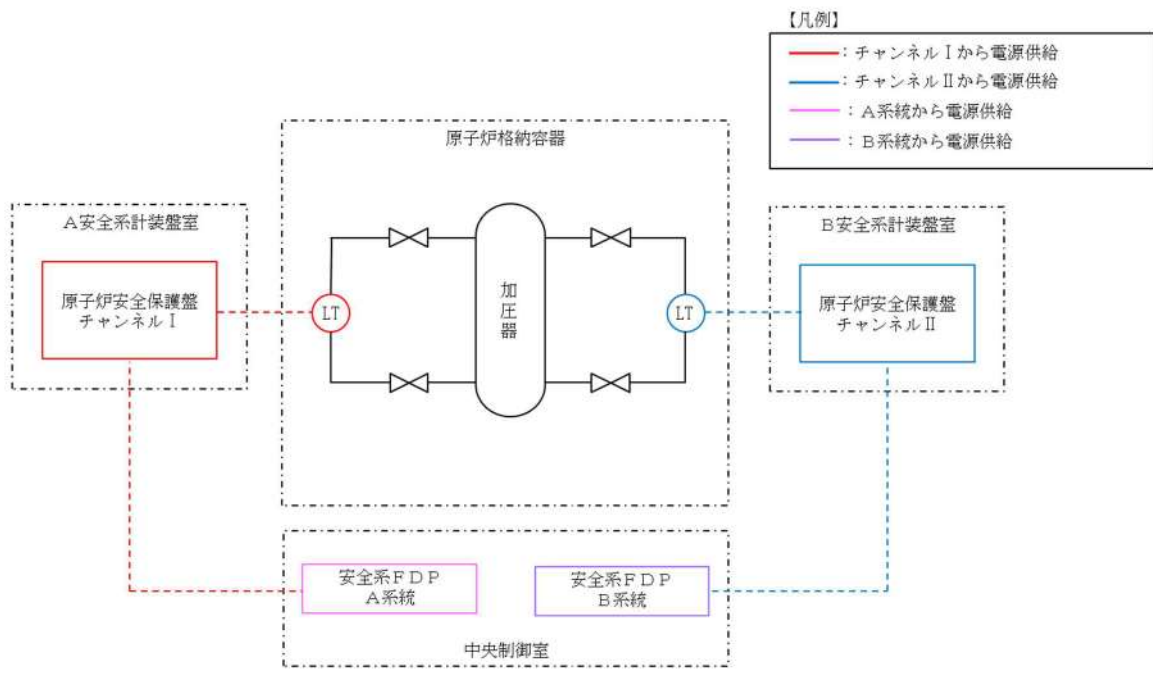 【凡例】
：チャンネルⅠから電源供給
：チャンネルⅡから電源供給
：Ａ系統から電源供給
：Ｂ系統から電源供給
原子炉格納容器
Ａ安全系計装盤室
原子炉安全保護盤
チャンネルⅠ
LT
加圧器
LT
Ｂ安全系計装盤室
原子炉安全保護盤
チャンネルⅡ
安全系ＦＤＰ
Ａ系統
安全系ＦＤＰ
Ｂ系統
中央制御室